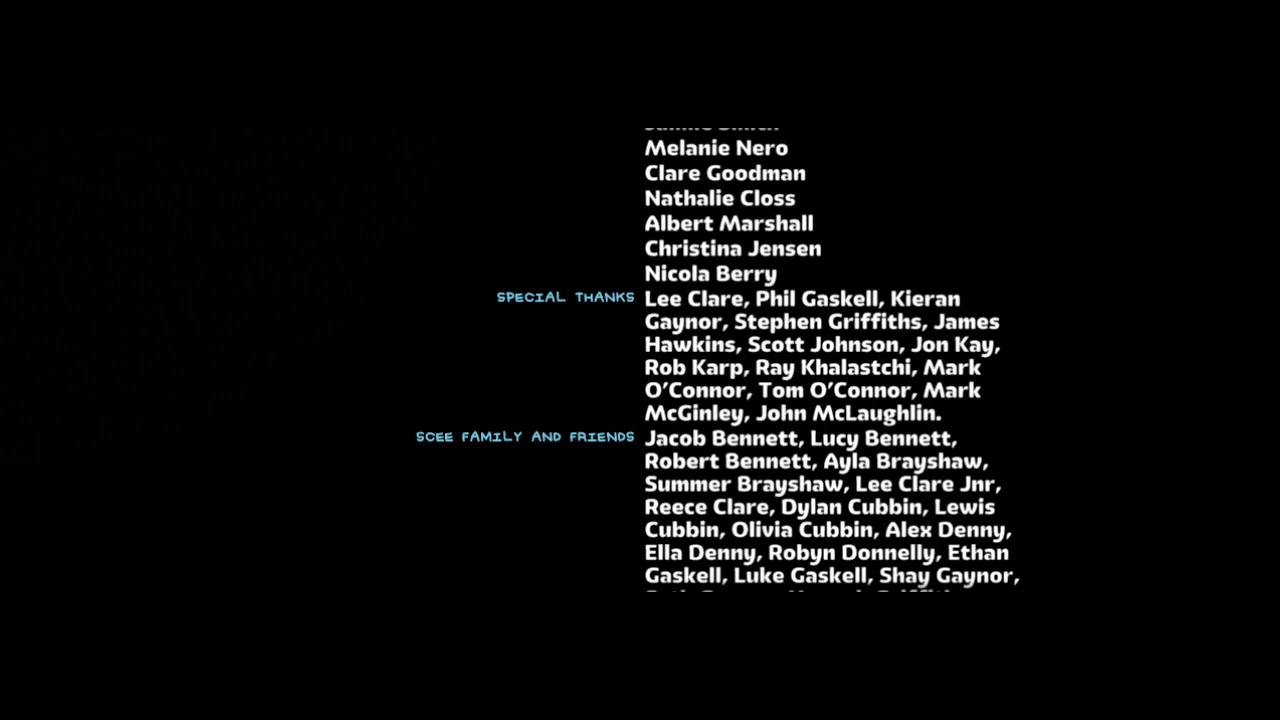 Melanie Nero
Clare Goodman
Nathalie Closs
Albert Marshall
Christina Jensen
Nicola Berry
SPECIAL THANKS Lee Clare, Phil Gaskell, Kieran
Gaynor, Stephen Griffiths, James
Hawkins, Scott Johnson, Jon Kay,
Rob Karp, Ray Khalastchi, Mark
O’Connor, Tom O’Connor, Mark
McGinley, John McLaughlin.
SCEE FAMILY AND FRIENDS Jacob Bennett, Lucy Bennett,
Robert Bennett, Ayla Brayshaw,
Summer Brayshaw, Lee Clare Jnr,
Reece Clare, Dylan Cubbin, Lewis
Cubbin, Olivia Cubbin, Alex Denny,
Ella Denny, Robyn Donnelly, Ethan
Gaskell, Luke Gaskell, Shay Gaynor,